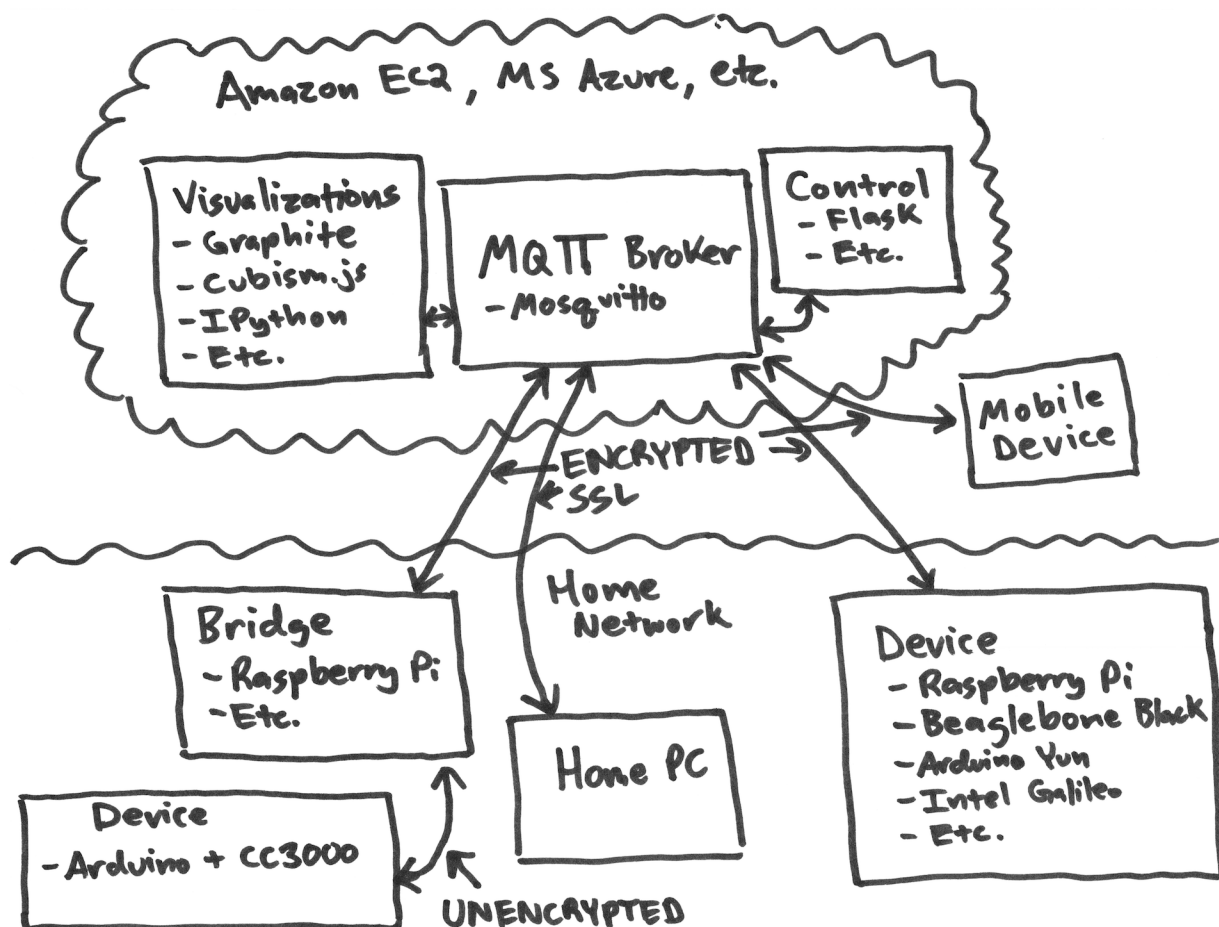 Amazon EC2, MS Azure, etc.
Visualizations
- Graphite
- Cubism.js
- IPython
- Etc.
MQTT Broker
- Mosquitto
Control
- Flask
- Etc.
Mobile
Device
ENCRYPTED
SSL
Home
Network
Bridge
- Raspberry Pi
- Etc.
Home PC
Device
- Raspberry Pi
- Beaglebone Black
- Arduino Yun
- Intel Galileo
- Etc.
Device
- Arduino + CC3000
UNENCRYPTED